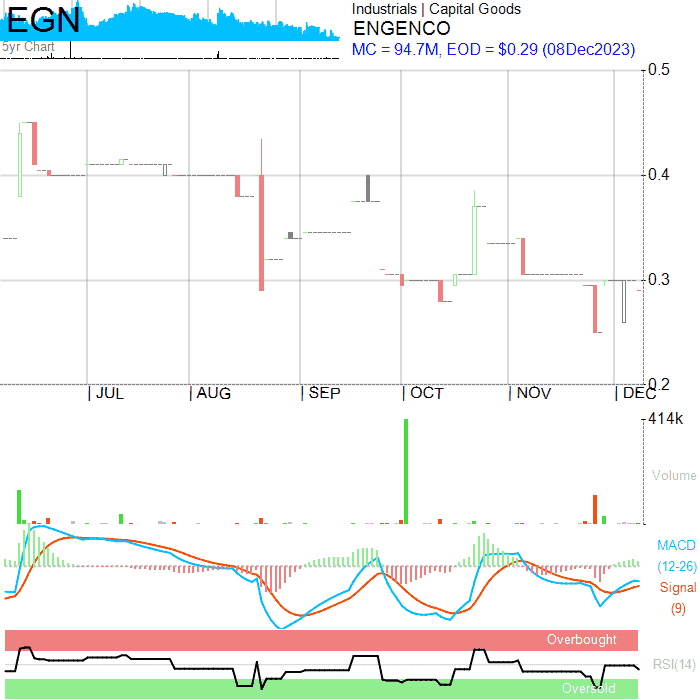 EGN
5yr Chart
Industrials | Capital Goods
ENGENCO
MC = 94.7M, EOD = $0.29 (08Dec2023)
0.5
0.4
0.3
0.2
JUL
AUG
SEP
OCT
NOV
DEC
414k
Volume
MACD
(12-26)
Signal
(9)
Overbought
RSI(14)
Oversold